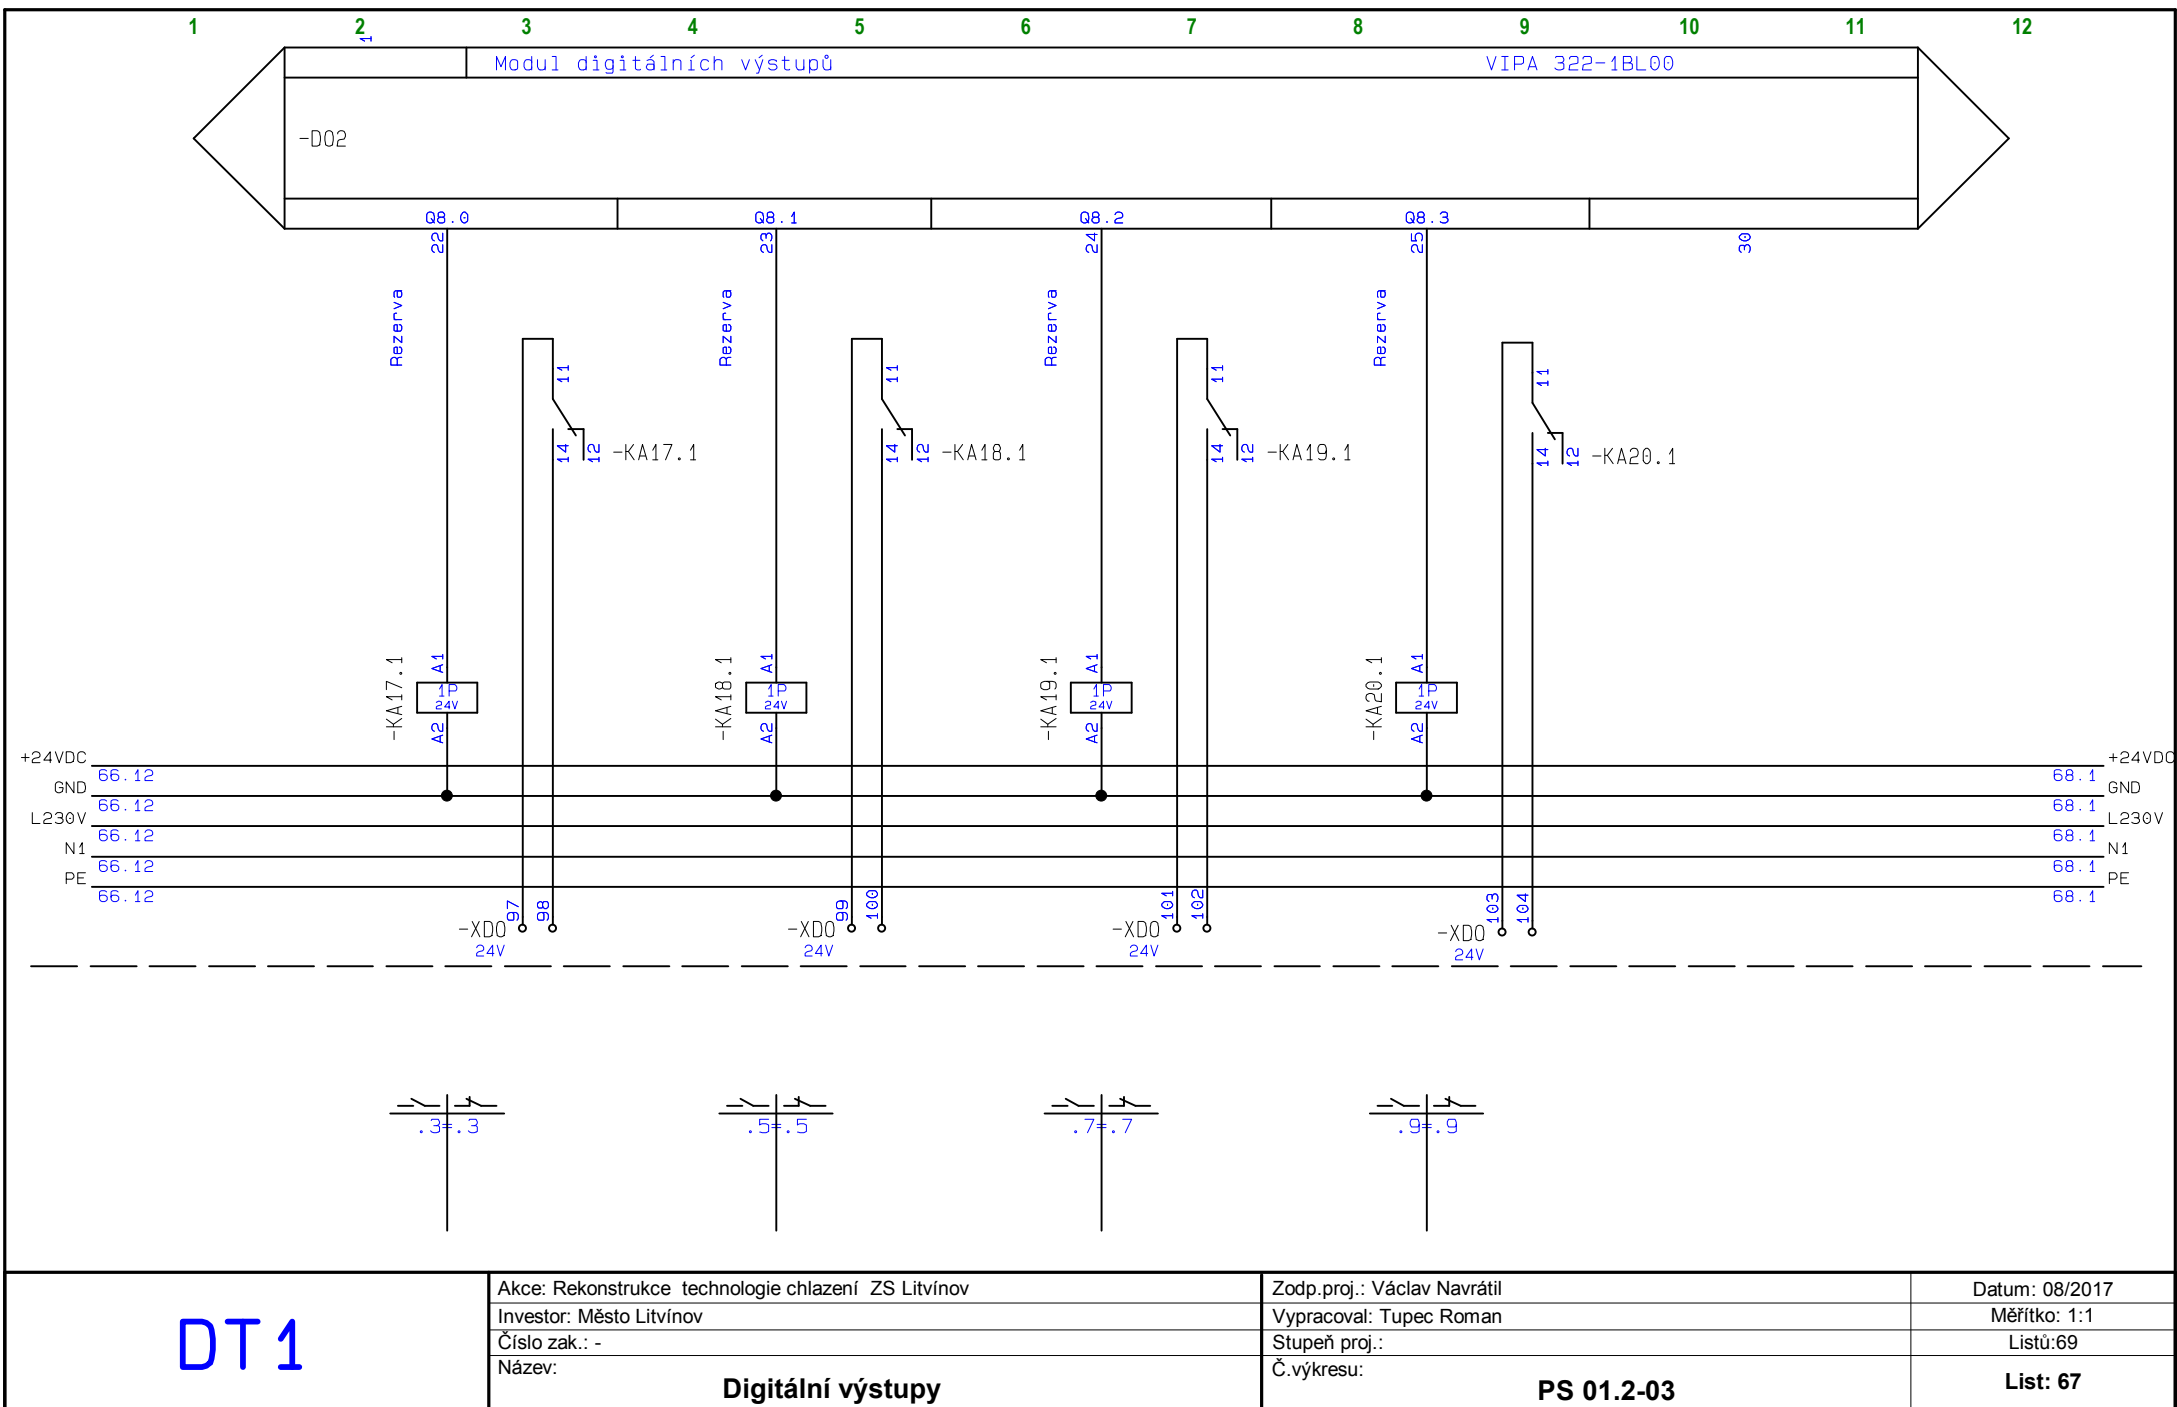 1 2 3 4 5 6 7 8 9 10 11 12
1
Modul digitálních výstupů VIPA 322-1BL00
-DO2
Q8.0 Q8.1 Q8.2 Q8.3
22 23 24 25 30
Rezerva Rezerva Rezerva Rezerva
11 11 11 11
14 12 -KA17.1 14 12 -KA18.1 14 12 -KA19.1 14 12 -KA20.1
-KA17.1 A1 -KA18.1 A1 -KA19.1 A1 -KA20.1 A1
1P 1P 1P 1P
24V 24V 24V 24V
A2 A2 A2 A2
+24VDC +24VDC
66.12 68.1
GND GND
66.12 68.1
L230V L230V
66.12 68.1
N1 N1
66.12 68.1
PE PE
66.12 68.1
97 98 99 100 101 102 103 104
-XDO -XDO -XDO -XDO
24V 24V 24V 24V
.3=.3 .5=.5 .7=.7 .9=.9
DT1
Akce: Rekonstrukce technologie chlazení ZS Litvínov
Investor: Město Litvínov
Číslo zak.: -
Název:
Digitální výstupy
Zodp.proj.: Václav Navrátil
Vypracoval: Tupec Roman
Stupeň proj.:
Č.výkresu:
PS 01.2-03
Datum: 08/2017
Měřítko: 1:1
Listů:69
List: 67